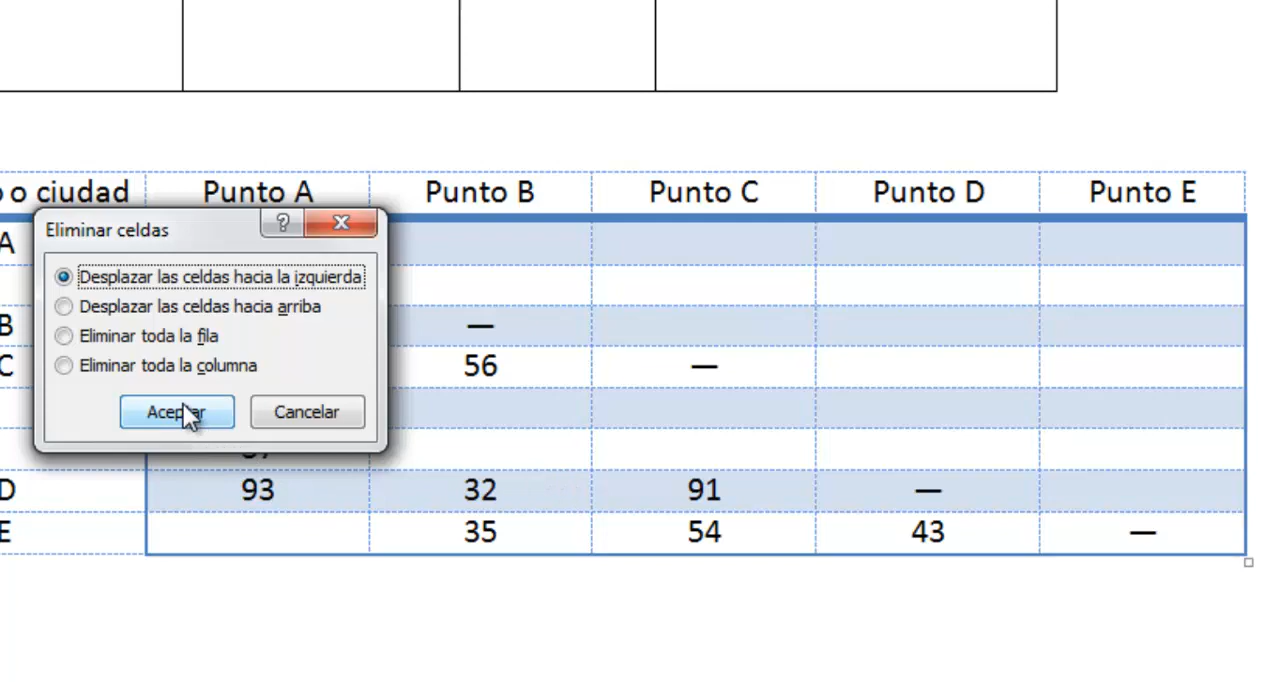 o ciudad Punto A Punto B Punto C Punto D Punto E
Eliminar celdas
A
Desplazar las celdas hacia la izquierda
Desplazar las celdas hacia arriba
B —
Eliminar toda la fila
C 56 —
Eliminar toda la columna
Aceptar Cancelar
D 93 32 91 —
E 35 54 43 —